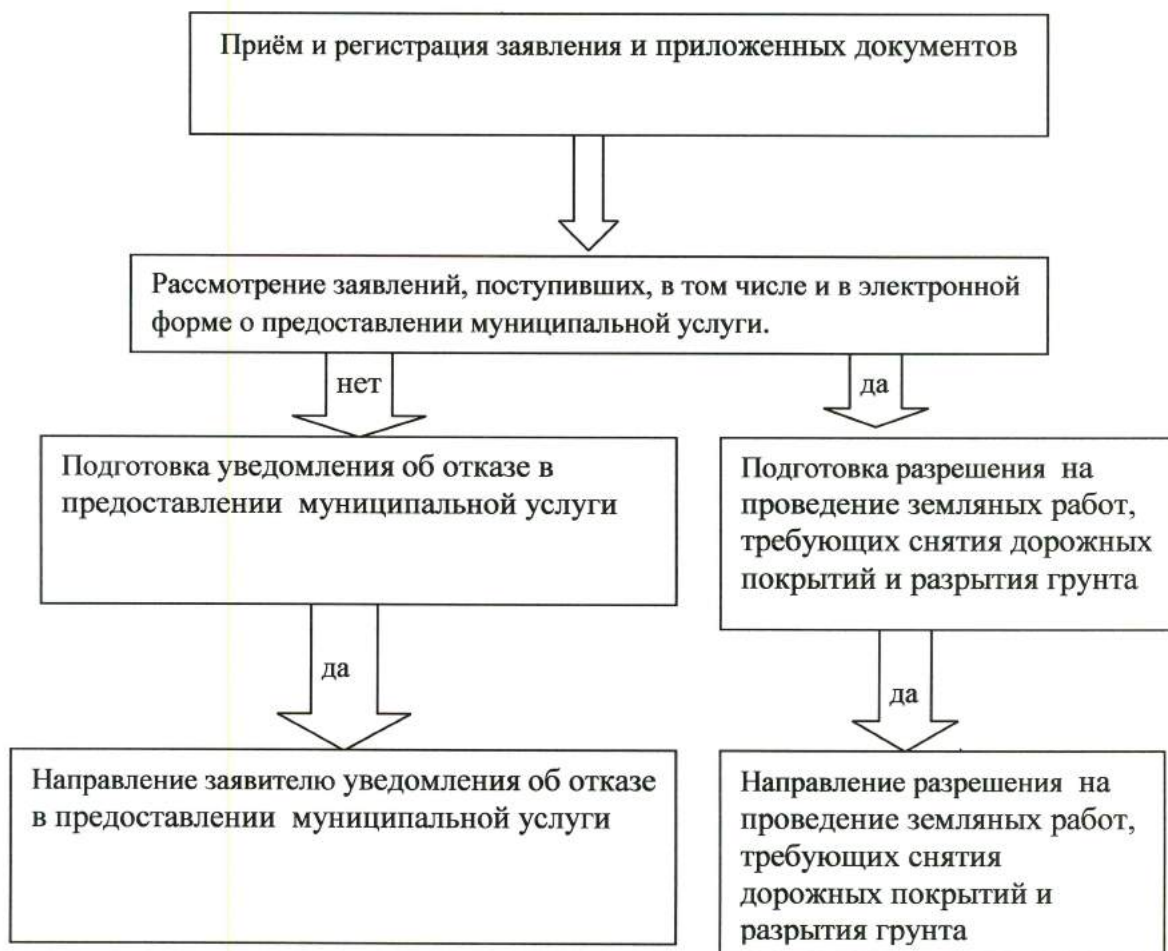 Приём и регистрация заявления и приложенных документов
Рассмотрение заявлений, поступивших, в том числе и в электронной
форме о предоставлении муниципальной услуги.
нет
да
Подготовка уведомления об отказе в
предоставлении муниципальной услуги
Подготовка разрешения на
проведение земляных работ,
требующих снятия дорожных
покрытий и разрытия грунта
да
да
Направление заявителю уведомления об отказе
в предоставлении муниципальной услуги
Направление разрешения на
проведение земляных работ,
требующих снятия
дорожных покрытий и
разрытия грунта